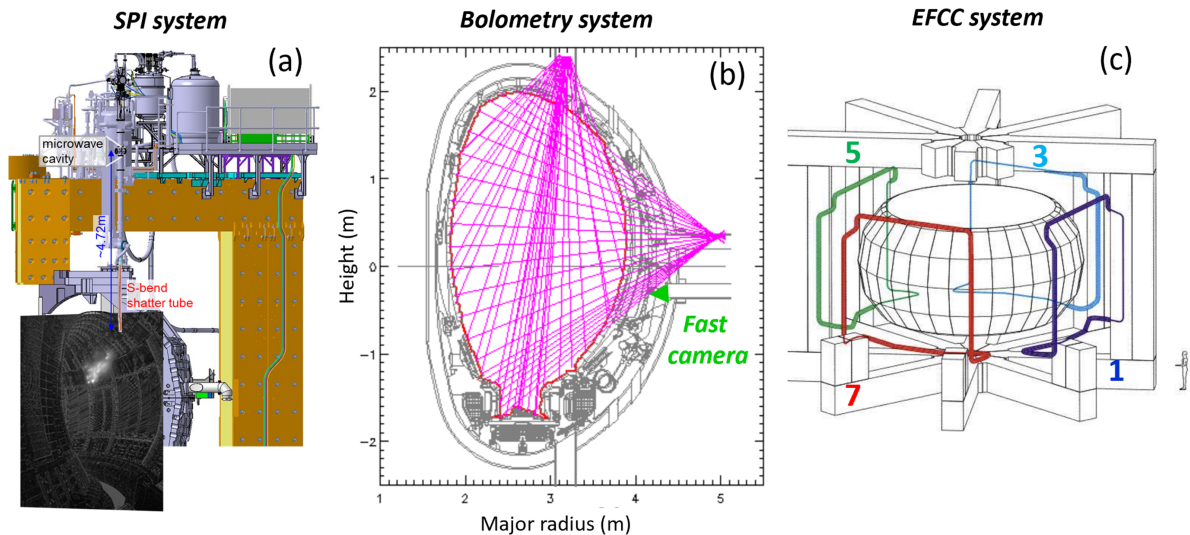 SPI system
Bolometry system
EFCC system
(a)
microwave
cavity
~4.72m
S-bend
shatter tube
(b)
Height (m)
2
1
0
−1
−2
1
2
3
4
5
Major radius (m)
Fast
camera
(c)
5
3
7
1